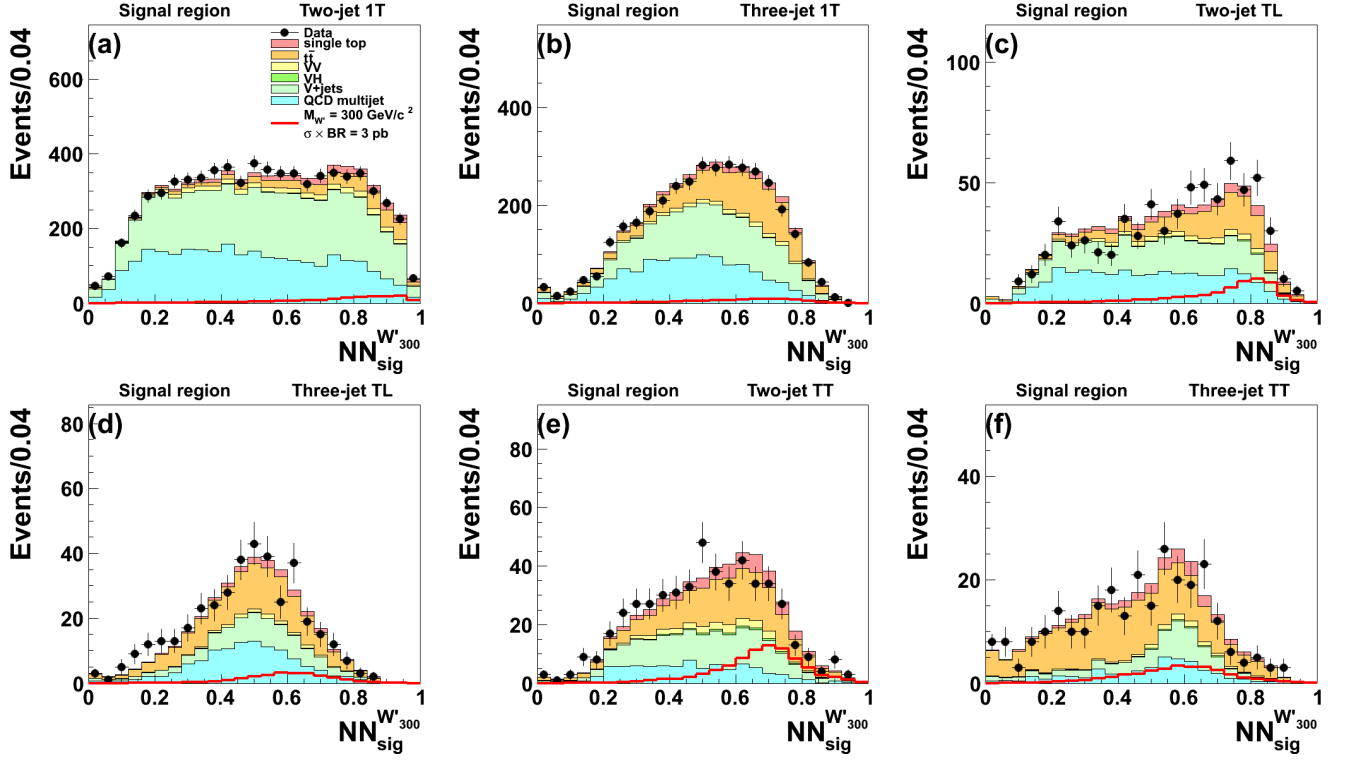 Signal region Two-jet 1T
(a)
Events/0.04
600
400
200
0
Data
single top
tt̄
VV
VH
V+jets
QCD multijet
M_W' = 300 GeV/c²
σ × BR = 3 pb
0 0.2 0.4 0.6 0.8 1
NN_sig^W'300
Signal region Three-jet 1T
(b)
Events/0.04
400
200
0
0 0.2 0.4 0.6 0.8 1
NN_sig^W'300
Signal region Two-jet TL
(c)
Events/0.04
100
50
0
0 0.2 0.4 0.6 0.8 1
NN_sig^W'300
Signal region Three-jet TL
(d)
Events/0.04
80
60
40
20
0
0 0.2 0.4 0.6 0.8 1
NN_sig^W'300
Signal region Two-jet TT
(e)
Events/0.04
80
60
40
20
0
0 0.2 0.4 0.6 0.8 1
NN_sig^W'300
Signal region Three-jet TT
(f)
Events/0.04
40
20
0
0 0.2 0.4 0.6 0.8 1
NN_sig^W'300